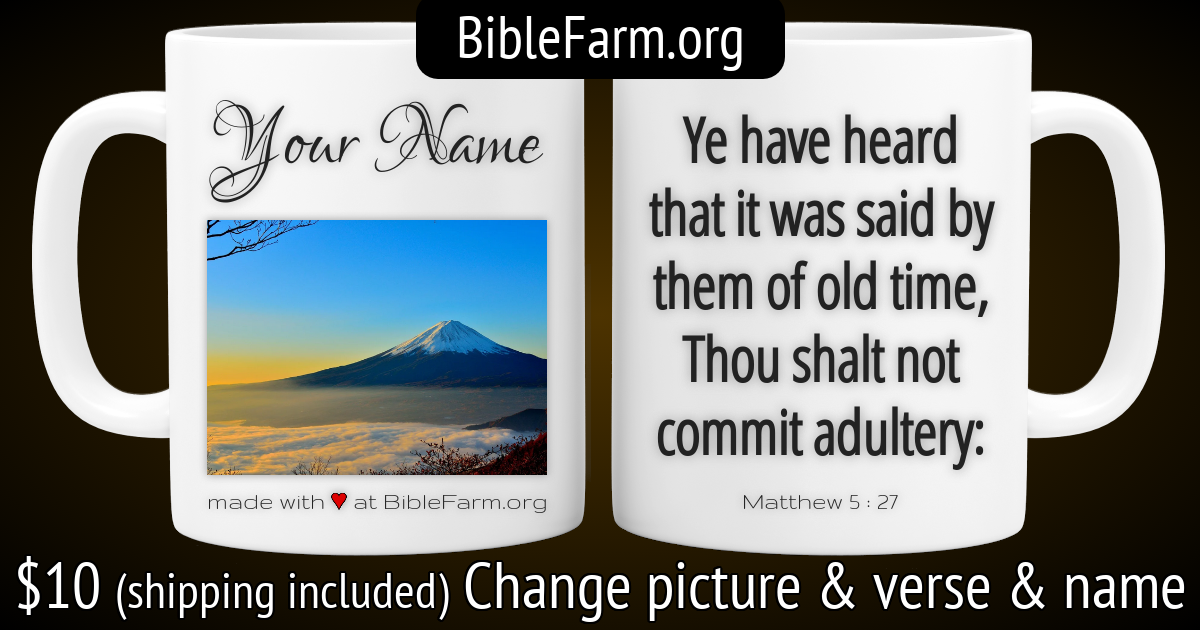 BibleFarm.org
Your Name
made with ♥ at BibleFarm.org
Ye have heard
that it was said by
them of old time,
Thou shalt not
commit adultery:
Matthew 5 : 27
$10 (shipping included) Change picture & verse & name